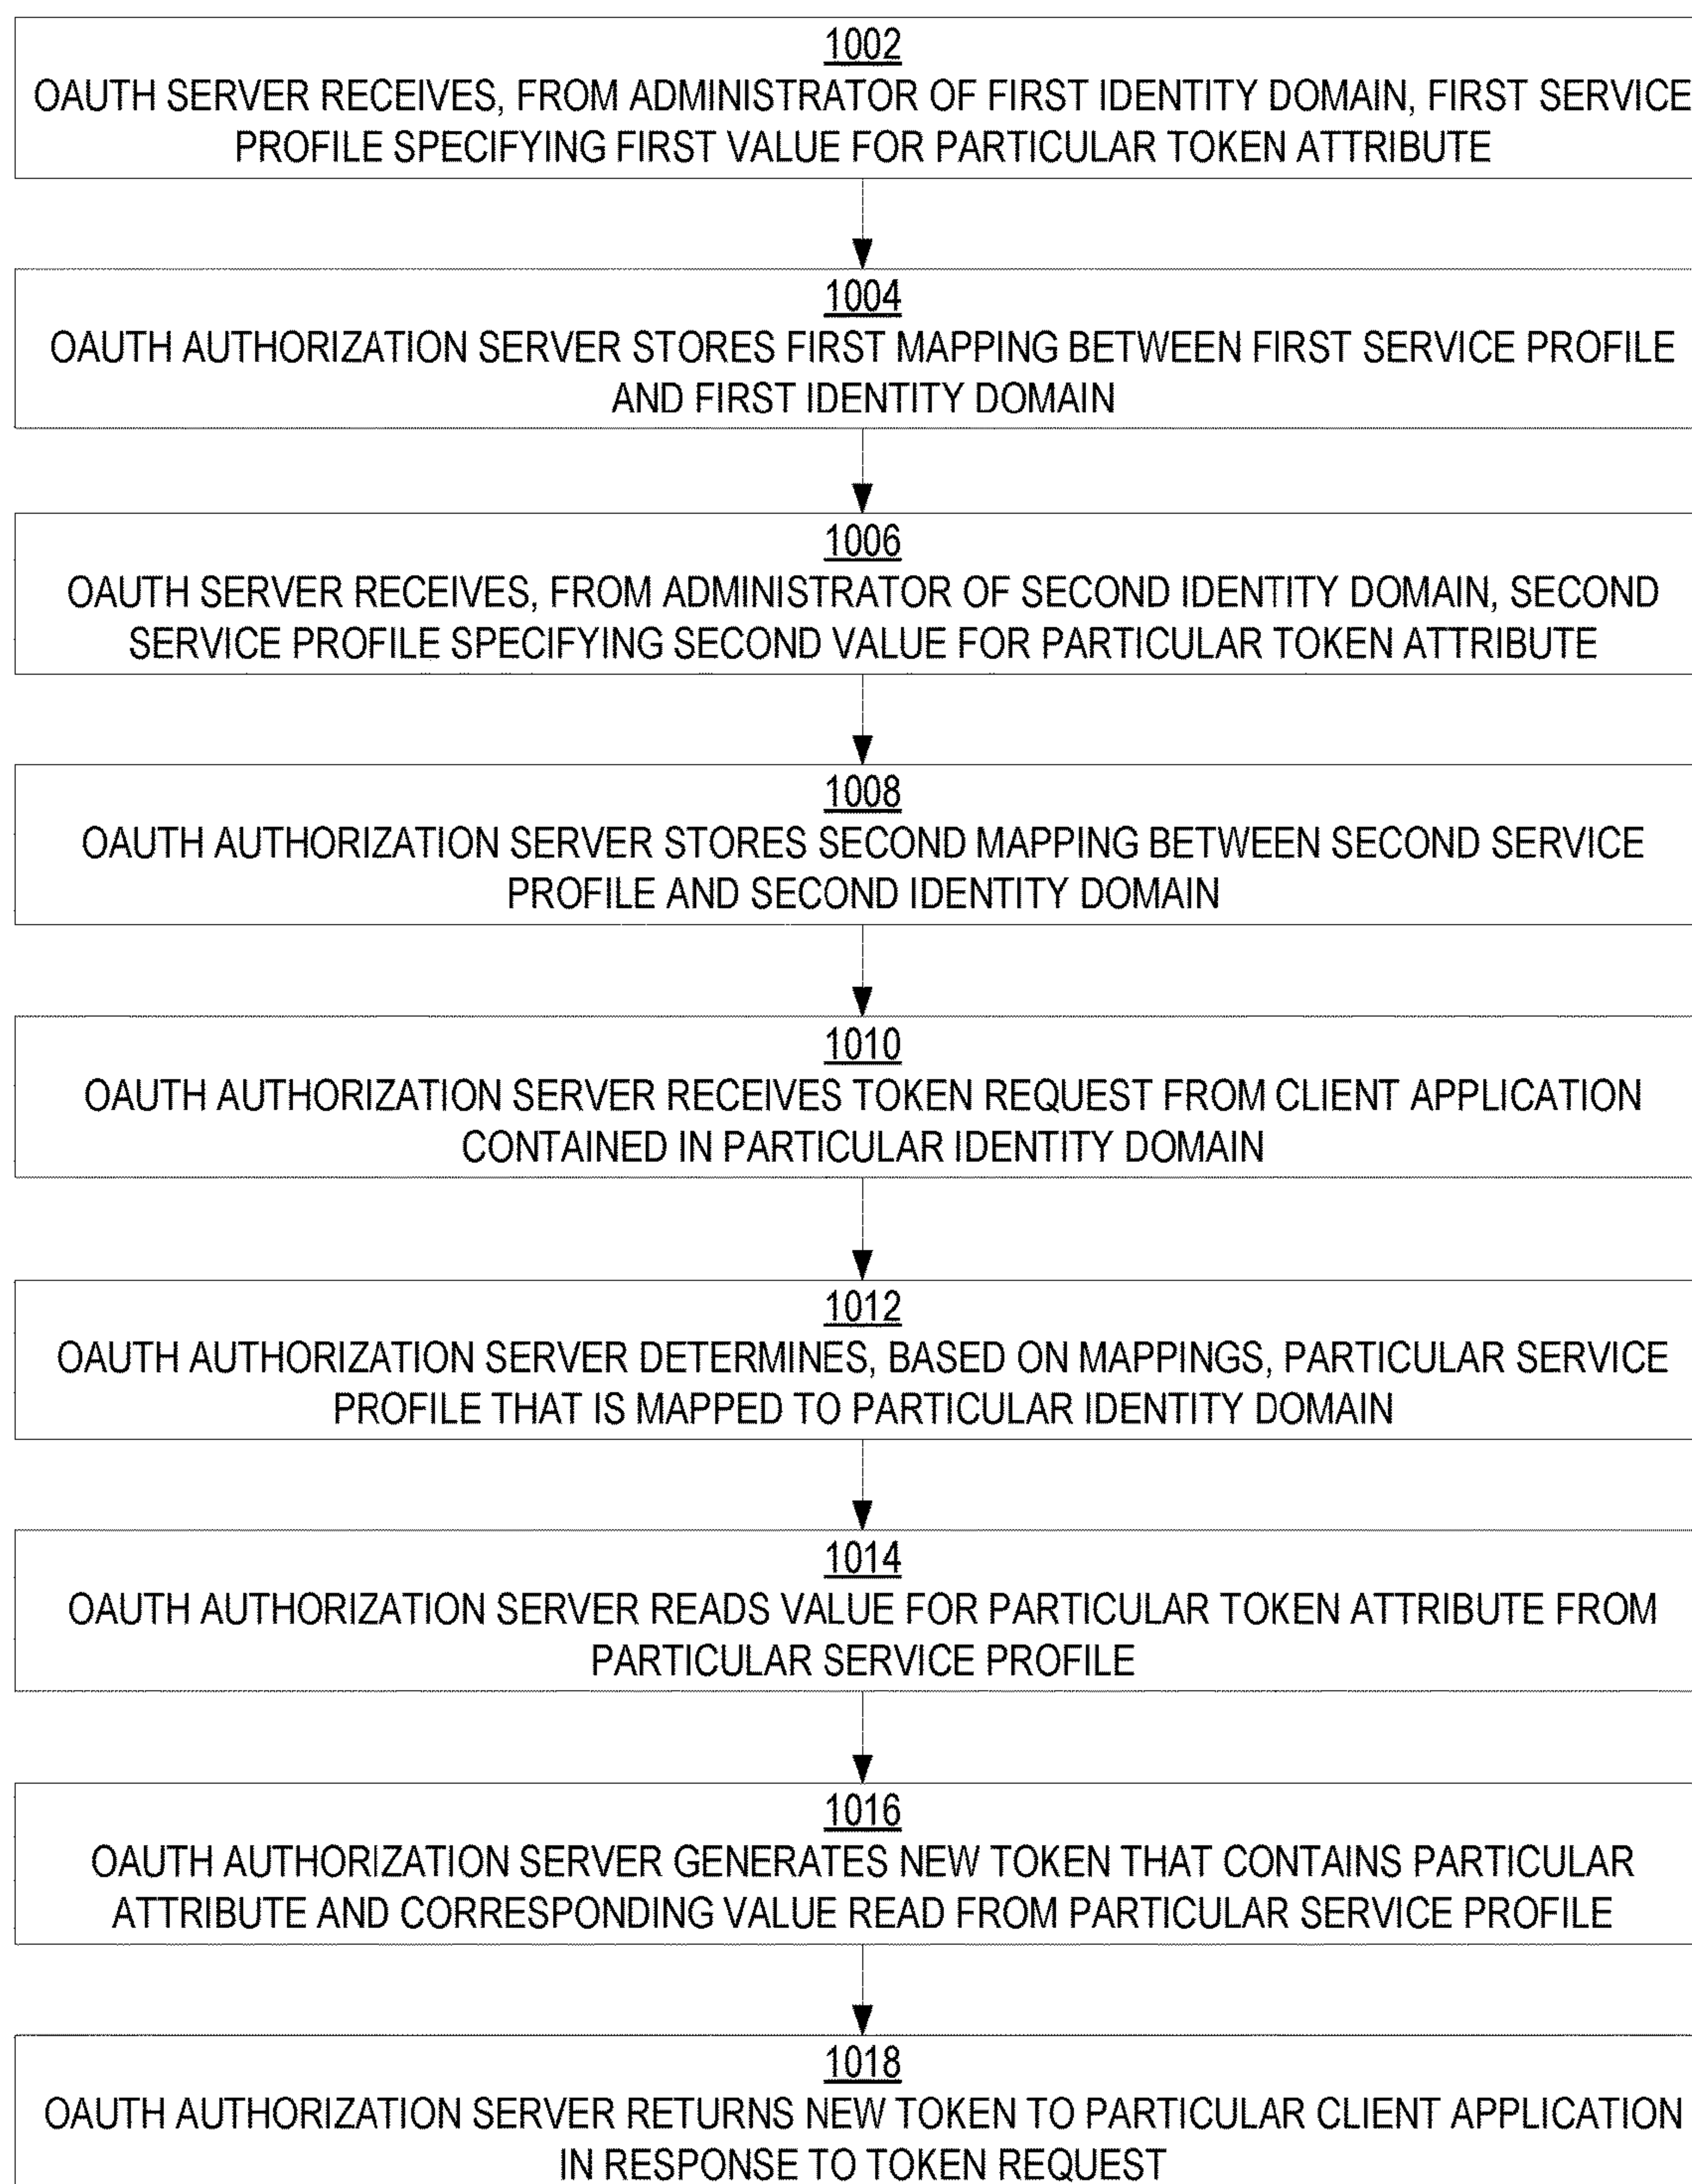 1002
OAUTH SERVER RECEIVES, FROM ADMINISTRATOR OF FIRST IDENTITY DOMAIN, FIRST SERVICE
PROFILE SPECIFYING FIRST VALUE FOR PARTICULAR TOKEN ATTRIBUTE
1004
OAUTH AUTHORIZATION SERVER STORES FIRST MAPPING BETWEEN FIRST SERVICE PROFILE
AND FIRST IDENTITY DOMAIN
1006
OAUTH SERVER RECEIVES, FROM ADMINISTRATOR OF SECOND IDENTITY DOMAIN, SECOND
SERVICE PROFILE SPECIFYING SECOND VALUE FOR PARTICULAR TOKEN ATTRIBUTE
1008
OAUTH AUTHORIZATION SERVER STORES SECOND MAPPING BETWEEN SECOND SERVICE
PROFILE AND SECOND IDENTITY DOMAIN
1010
OAUTH AUTHORIZATION SERVER RECEIVES TOKEN REQUEST FROM CLIENT APPLICATION
CONTAINED IN PARTICULAR IDENTITY DOMAIN
1012
OAUTH AUTHORIZATION SERVER DETERMINES, BASED ON MAPPINGS, PARTICULAR SERVICE
PROFILE THAT IS MAPPED TO PARTICULAR IDENTITY DOMAIN
1014
OAUTH AUTHORIZATION SERVER READS VALUE FOR PARTICULAR TOKEN ATTRIBUTE FROM
PARTICULAR SERVICE PROFILE
1016
OAUTH AUTHORIZATION SERVER GENERATES NEW TOKEN THAT CONTAINS PARTICULAR
ATTRIBUTE AND CORRESPONDING VALUE READ FROM PARTICULAR SERVICE PROFILE
1018
OAUTH AUTHORIZATION SERVER RETURNS NEW TOKEN TO PARTICULAR CLIENT APPLICATION
IN RESPONSE TO TOKEN REQUEST